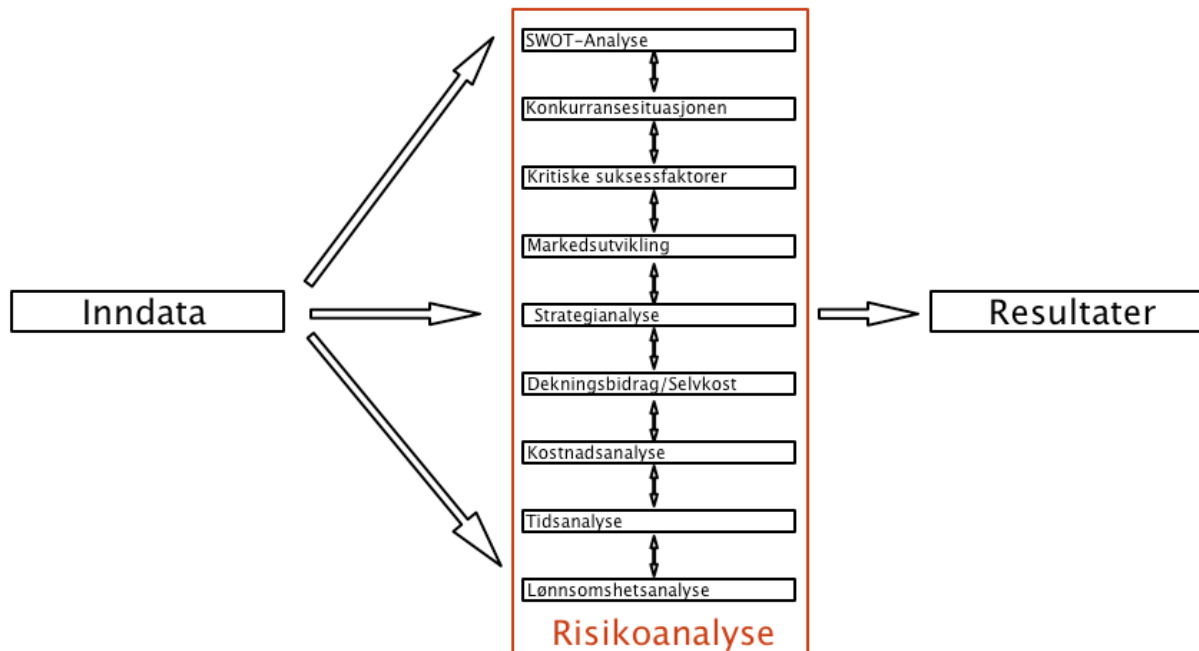 Inndata
SWOT-Analyse
Konkurransesituasjonen
Kritiske suksessfaktorer
Markedsutvikling
Strategianalyse
Dekningsbidrag/Selvkost
Kostnadsanalyse
Tidsanalyse
Lønnsomhetsanalyse
Risikoanalyse
Resultater